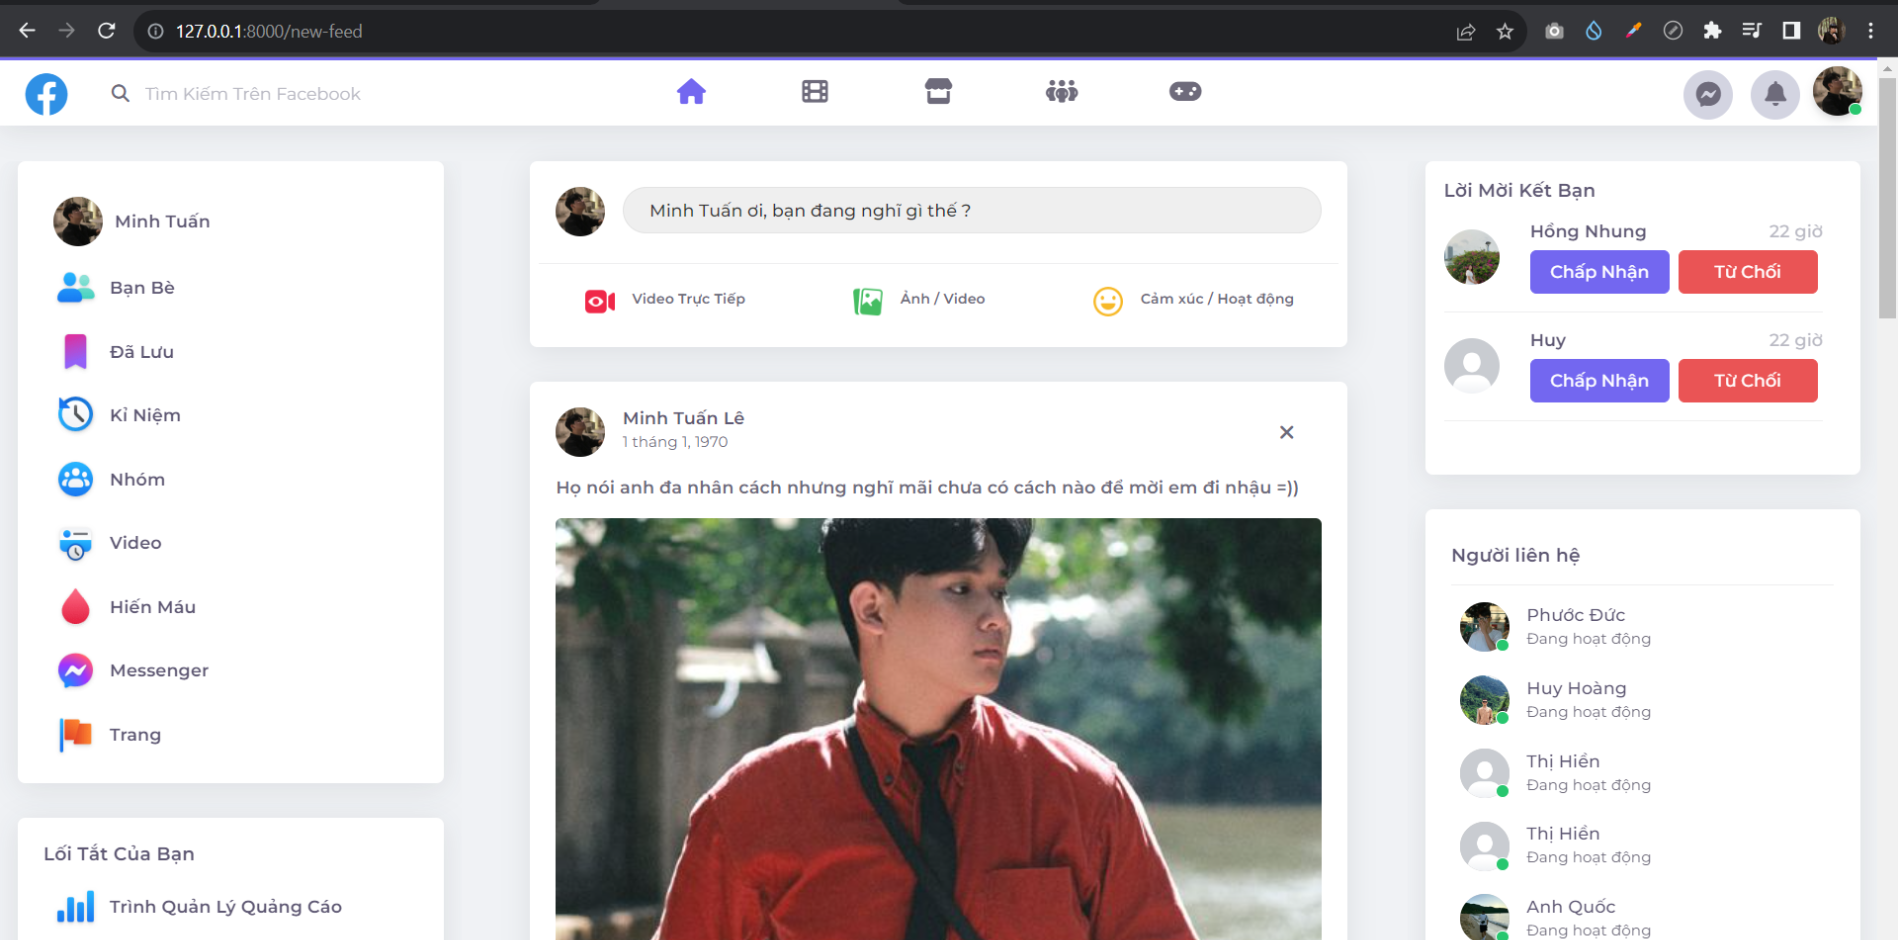 127.0.0.1:8000/new-feed
Tìm Kiếm Trên Facebook
Minh Tuấn
Bạn Bè
Đã Lưu
Kỉ Niệm
Nhóm
Video
Hiến Máu
Messenger
Trang
Lối Tắt Của Bạn
Trình Quản Lý Quảng Cáo
Minh Tuấn ơi, bạn đang nghĩ gì thế ?
Video Trực Tiếp
Ảnh / Video
Cảm xúc / Hoạt động
Minh Tuấn Lê
1 tháng 1, 1970
Họ nói anh đa nhân cách nhưng nghĩ mãi chưa có cách nào để mời em đi nhậu =))
Lời Mời Kết Bạn
Hồng Nhung 22 giờ
Chấp Nhận Từ Chối
Huy 22 giờ
Chấp Nhận Từ Chối
Người liên hệ
Phước Đức
Đang hoạt động
Huy Hoàng
Đang hoạt động
Thị Hiền
Đang hoạt động
Thị Hiền
Đang hoạt động
Anh Quốc
Đang hoạt động